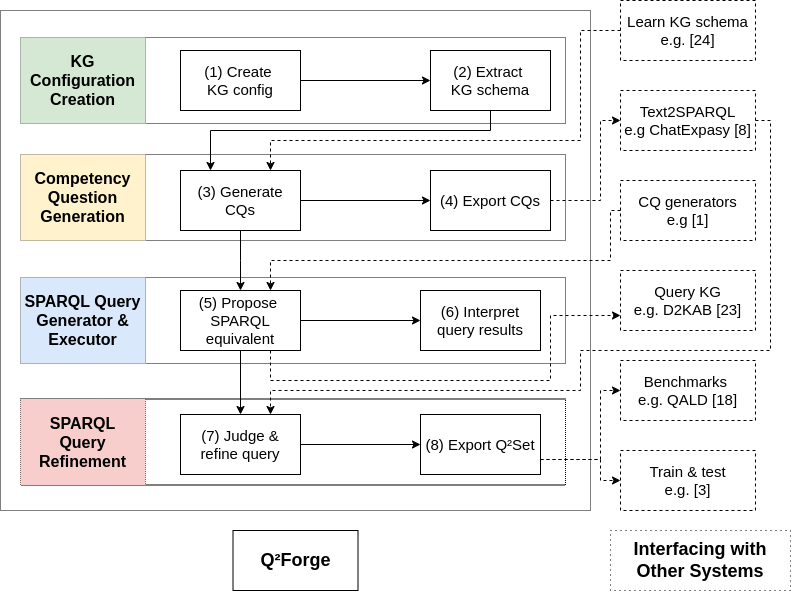 KG
Configuration
Creation
(1) Create
KG config
(2) Extract
KG schema
Learn KG schema
e.g. [24]
Text2SPARQL
e.g ChatExpasy [8]
Competency
Question
Generation
(3) Generate
CQs
(4) Export CQs
CQ generators
e.g [1]
SPARQL Query
Generator &
Executor
(5) Propose
SPARQL
equivalent
(6) Interpret
query results
Query KG
e.g. D2KAB [23]
SPARQL
Query
Refinement
(7) Judge &
refine query
(8) Export Q²Set
Benchmarks
e.g. QALD [18]
Train & test
e.g. [3]
Q²Forge
Interfacing with
Other Systems